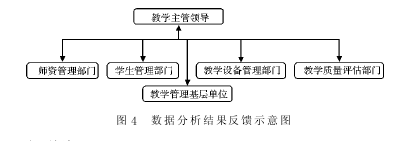 教学主管领导
师资管理部门
学生管理部门
教学设备管理部门
教学质量评估部门
教学管理基层单位
图 4 数据分析结果反馈示意图